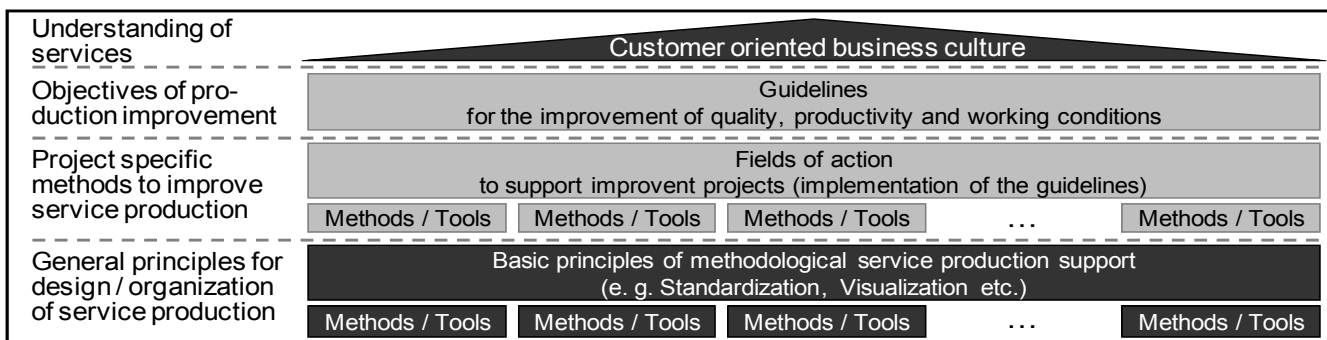 Understanding of
services
Customer oriented business culture
Objectives of pro-
duction improvement
Guidelines
for the improvement of quality, productivity and working conditions
Project specific
methods to improve
service production
Fields of action
to support improvent projects (implementation of the guidelines)
Methods / Tools Methods / Tools Methods / Tools ... Methods / Tools
General principles for
design / organization
of service production
Basic principles of methodological service production support
(e. g. Standardization, Visualization etc.)
Methods / Tools Methods / Tools Methods / Tools ... Methods / Tools